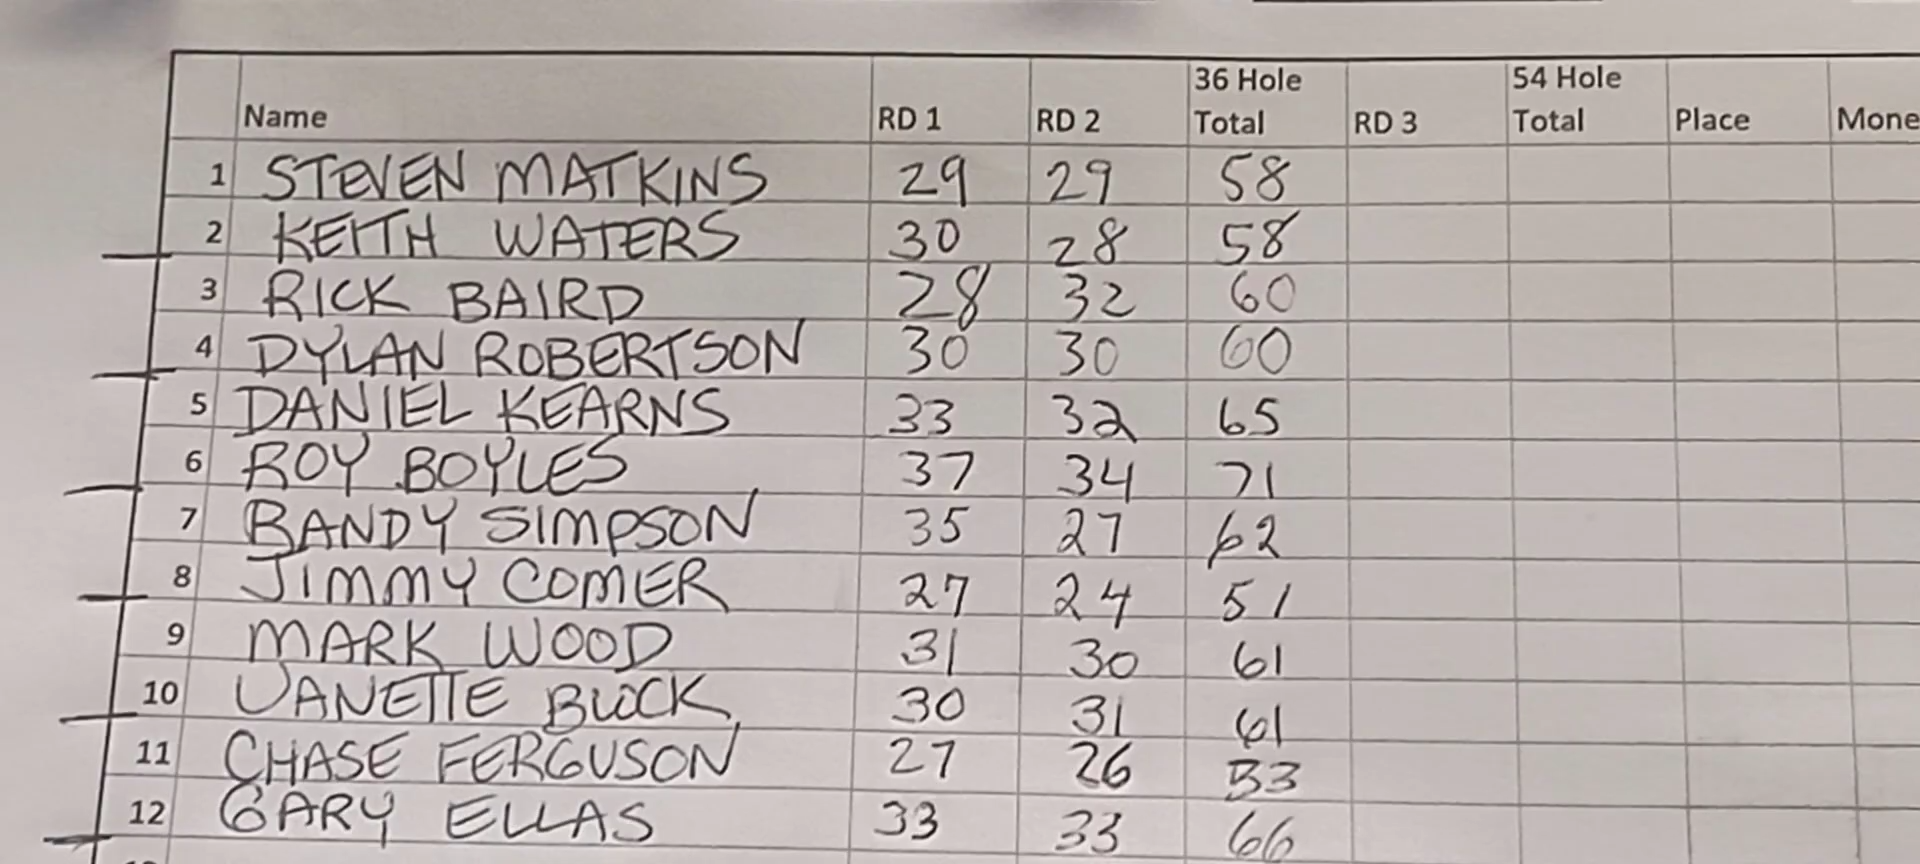 Name RD 1 RD 2 36 Hole Total RD 3 54 Hole Total Place Mone
1 STEVEN MATKINS 29 29 58
2 KEITH WATERS 30 28 58
3 RICK BAIRD 28 32 60
4 DYLAN ROBERTSON 30 30 60
5 DANIEL KEARNS 33 32 65
6 ROY BOYLES 37 34 71
7 RANDY SIMPSON 35 27 62
8 JIMMY COMER 27 24 51
9 MARK WOOD 31 30 61
10 VANETTE BLOCK 30 31 61
11 CHASE FERGUSON 27 26 53
12 GARY ELLAS 33 33 66